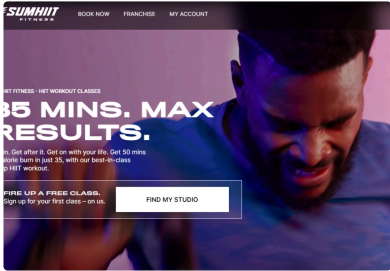 SUMHIIT
FITNESS
BOOK NOW
FRANCHISE
MY ACCOUNT
HIIT FITNESS - HIIT WORKOUT CLASSES
35 MINS. MAX
RESULTS.
n. Get after it. Get on with your life. Get 50 mins
alorie burn in just 35, with our best-in-class
p HIIT workout.
FIRE UP A FREE CLASS.
Sign up for your first class – on us.
FIND MY STUDIO